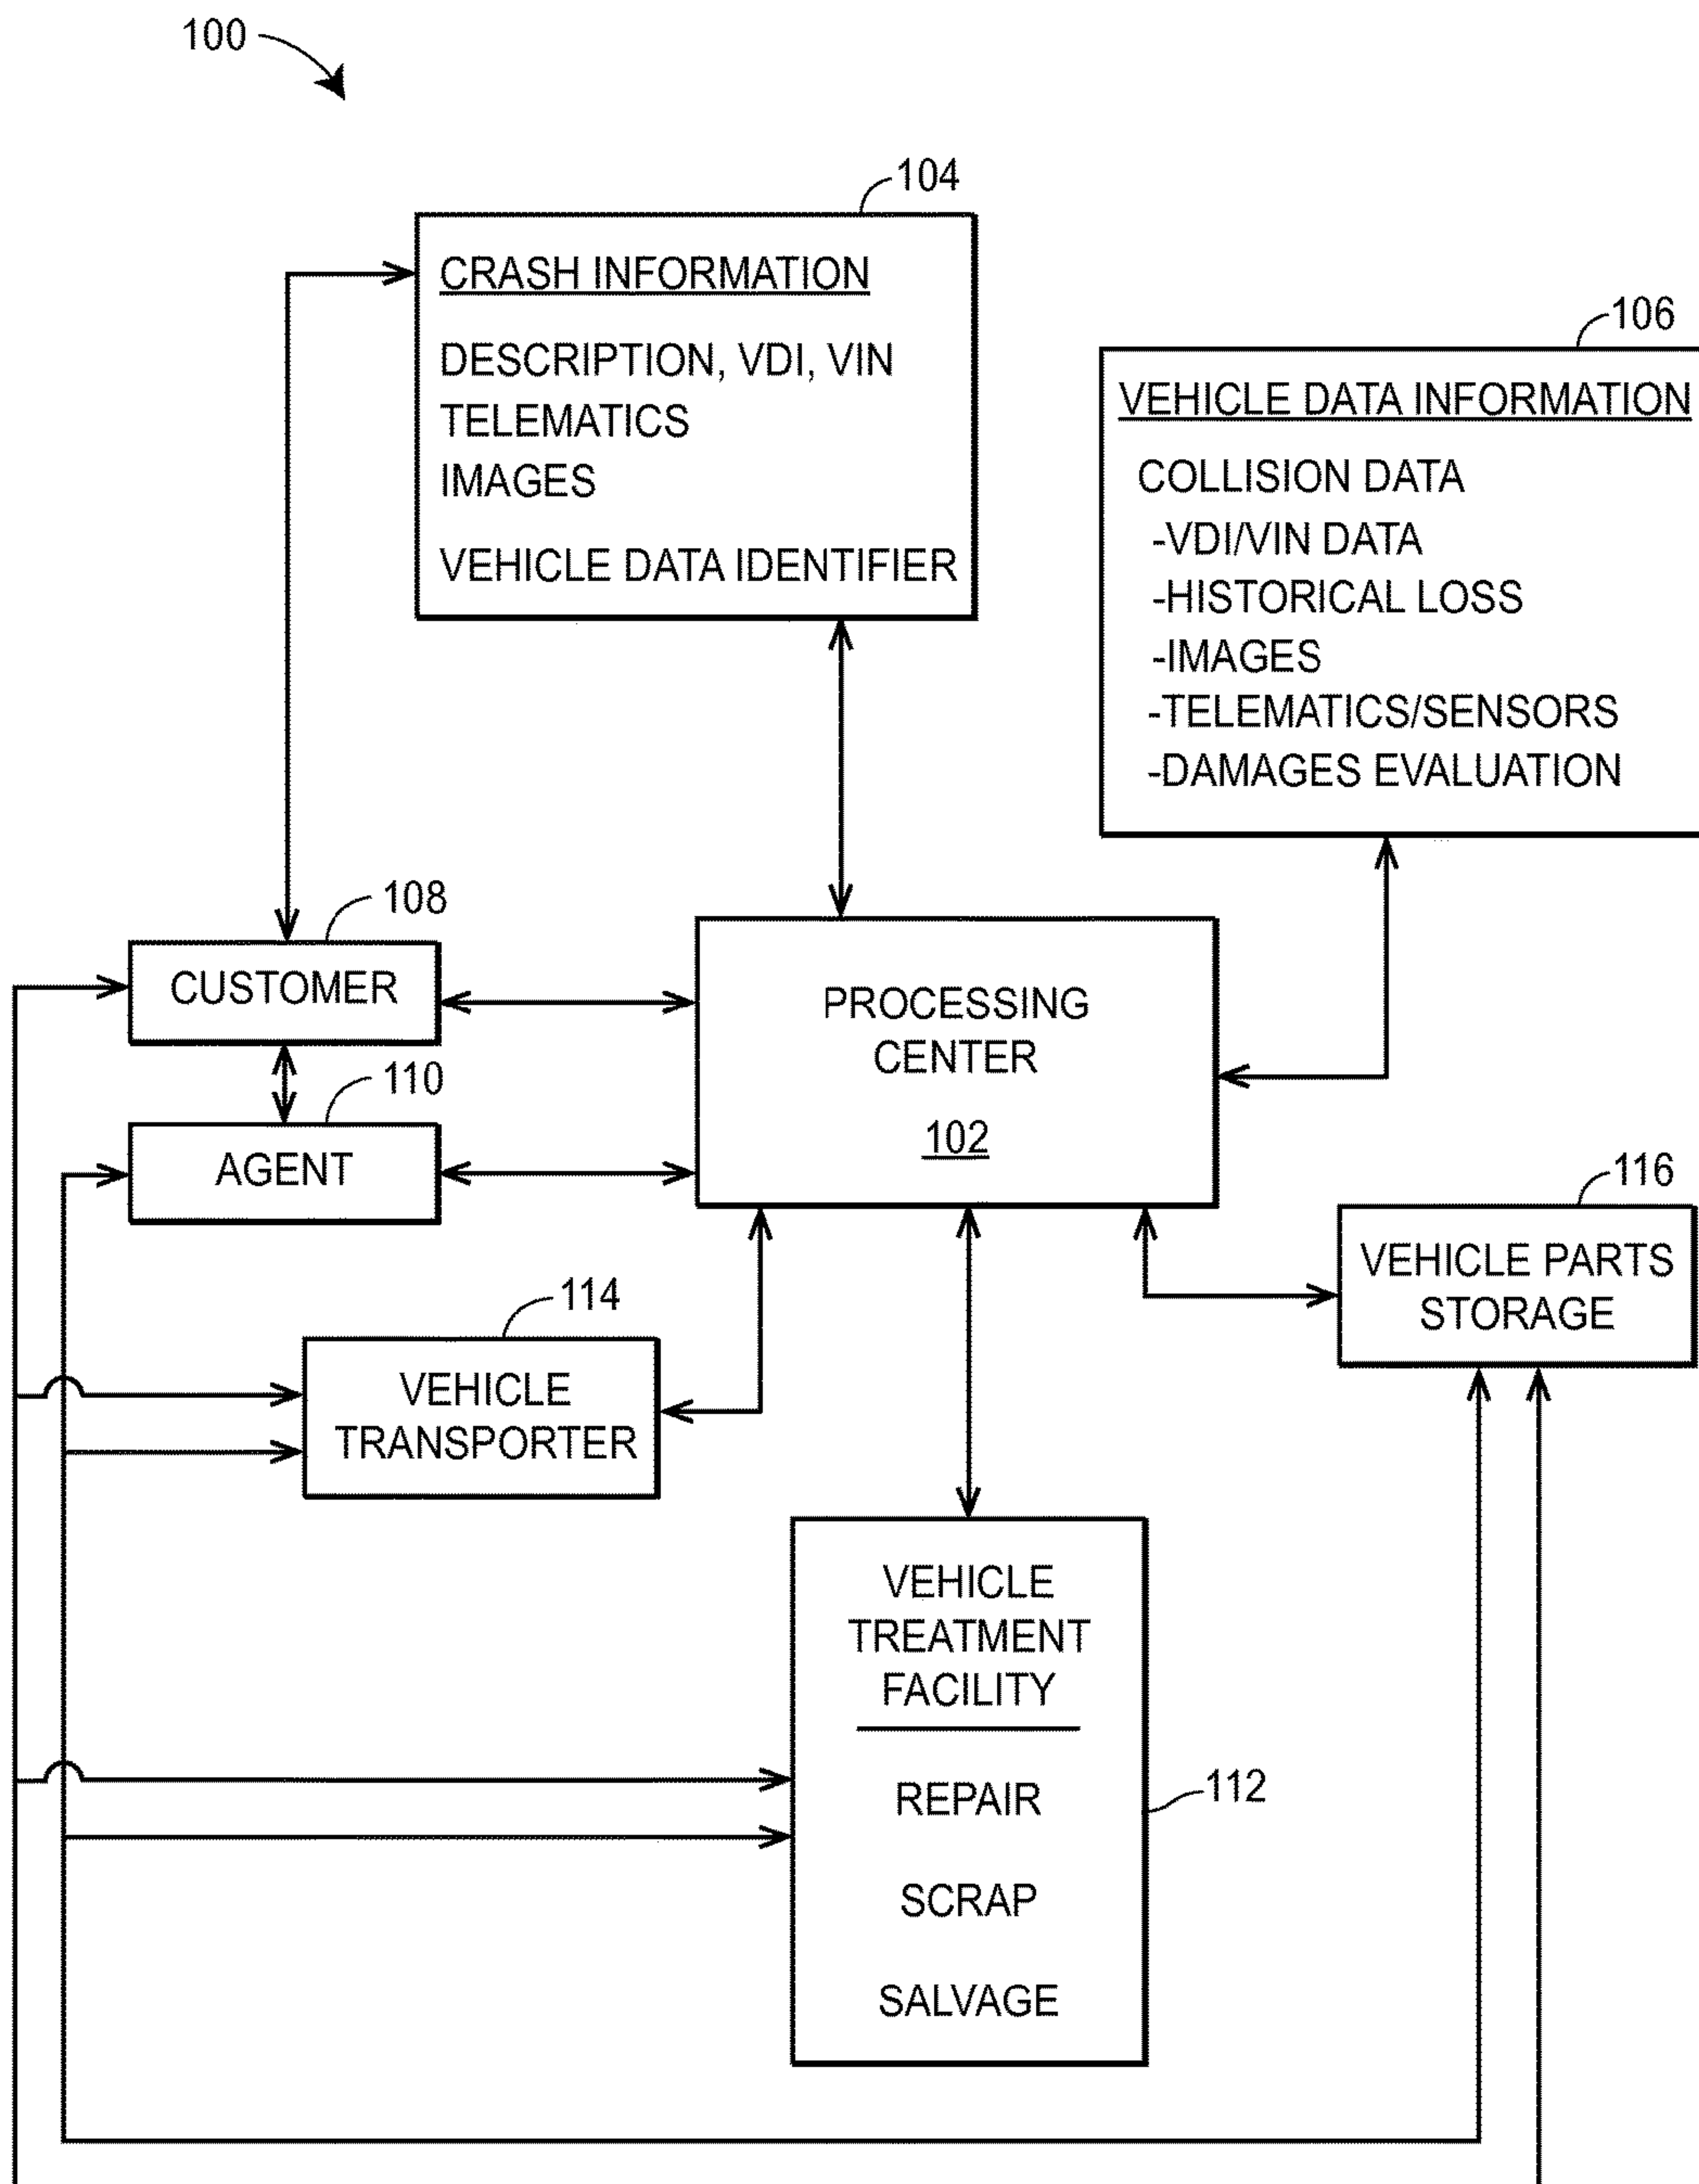 100
104
CRASH INFORMATION
DESCRIPTION, VDI, VIN
TELEMATICS
IMAGES
VEHICLE DATA IDENTIFIER
106
VEHICLE DATA INFORMATION
COLLISION DATA
-VDI/VIN DATA
-HISTORICAL LOSS
-IMAGES
-TELEMATICS/SENSORS
-DAMAGES EVALUATION
108
CUSTOMER
PROCESSING
CENTER
102
110
AGENT
116
VEHICLE PARTS
STORAGE
114
VEHICLE
TRANSPORTER
VEHICLE
TREATMENT
FACILITY
REPAIR
SCRAP
SALVAGE
112